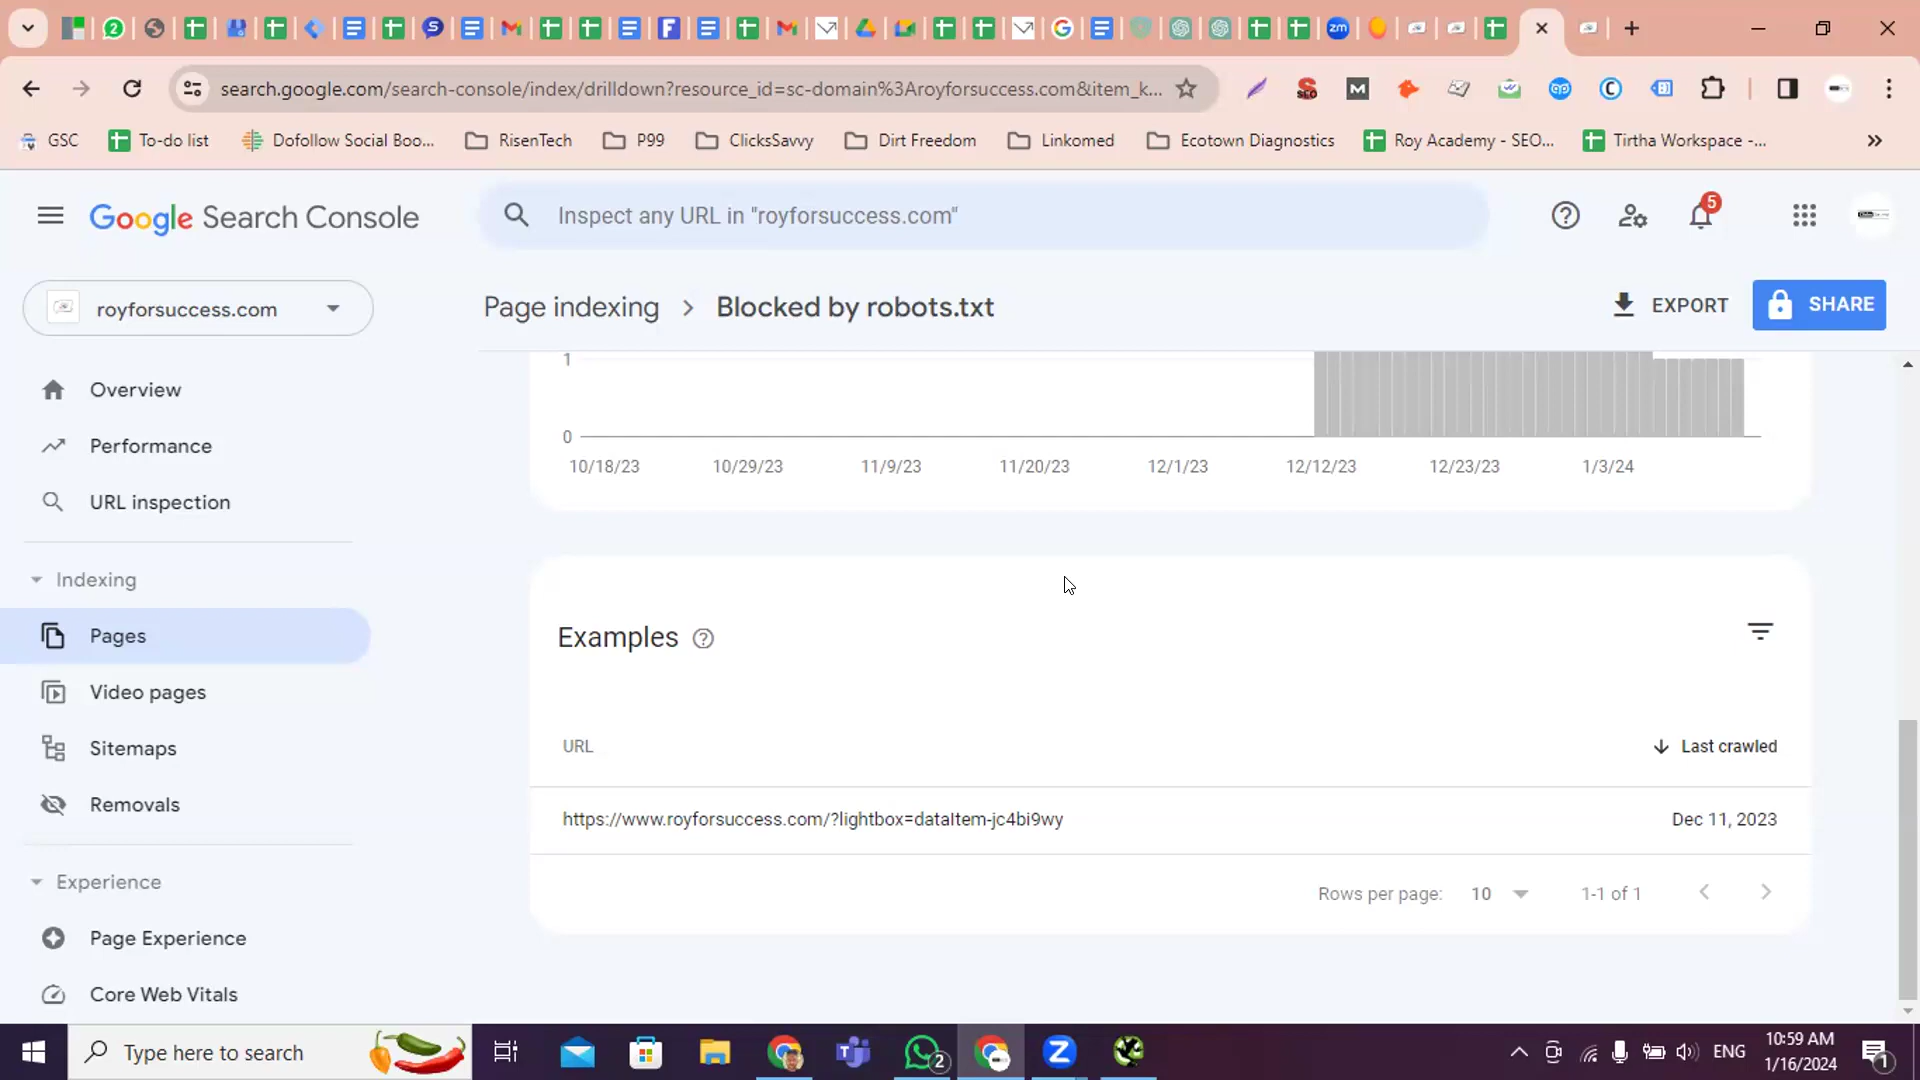 zm
search.google.com/search-console/index/drilldown?resource_id=sc-domain%3Aroyforsuccess.com&item_k...
GSC
To-do list
Dofollow Social Boo...
RisenTech
P99
ClicksSavvy
Dirt Freedom
Linkomed
Ecotown Diagnostics
Roy Academy - SEO...
Tirtha Workspace -...
Google Search Console
Inspect any URL in "royforsuccess.com"
5
royforsuccess.com
Page indexing > Blocked by robots.txt
EXPORT
SHARE
Overview
Performance
URL inspection
Indexing
Pages
Video pages
Sitemaps
Removals
Experience
Page Experience
Core Web Vitals
1
0
10/18/23 10/29/23 11/9/23 11/20/23 12/1/23 12/12/23 12/23/23 1/3/24
Examples
URL Last crawled
https://www.royforsuccess.com/?lightbox=dataItem-jc4bi9wy Dec 11, 2023
Rows per page: 10 1-1 of 1
Type here to search
2
ENG
10:59 AM
1/16/2024
1